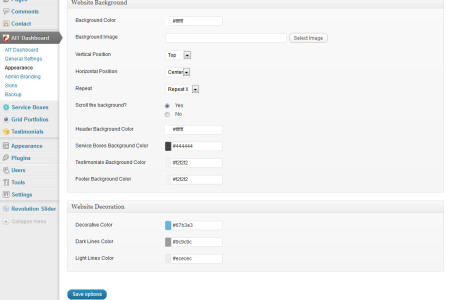 Pages
Comments
Contact
AIT Dashboard
AIT Dashboard
General Settings
Appearance
Admin Branding
Skins
Backup
Service Boxes
Grid Portfolios
Testimonials
Appearance
Plugins
Users
Tools
Settings
Revolution Slider
Collapse menu
Website Background
Background Color
#ffffff
Background Image
Select Image
Vertical Position
Top
Horizontal Position
Center
Repeat
Repeat X
Scroll the background?
Yes
No
Header Background Color
#ffffff
Service Boxes Background Color
#444444
Testimonials Background Color
#f2f2f2
Footer Background Color
#f2f2f2
Website Decoration
Decorative Color
#67b3e3
Dark Lines Color
#9c9c9c
Light Lines Color
#ececec
Save options